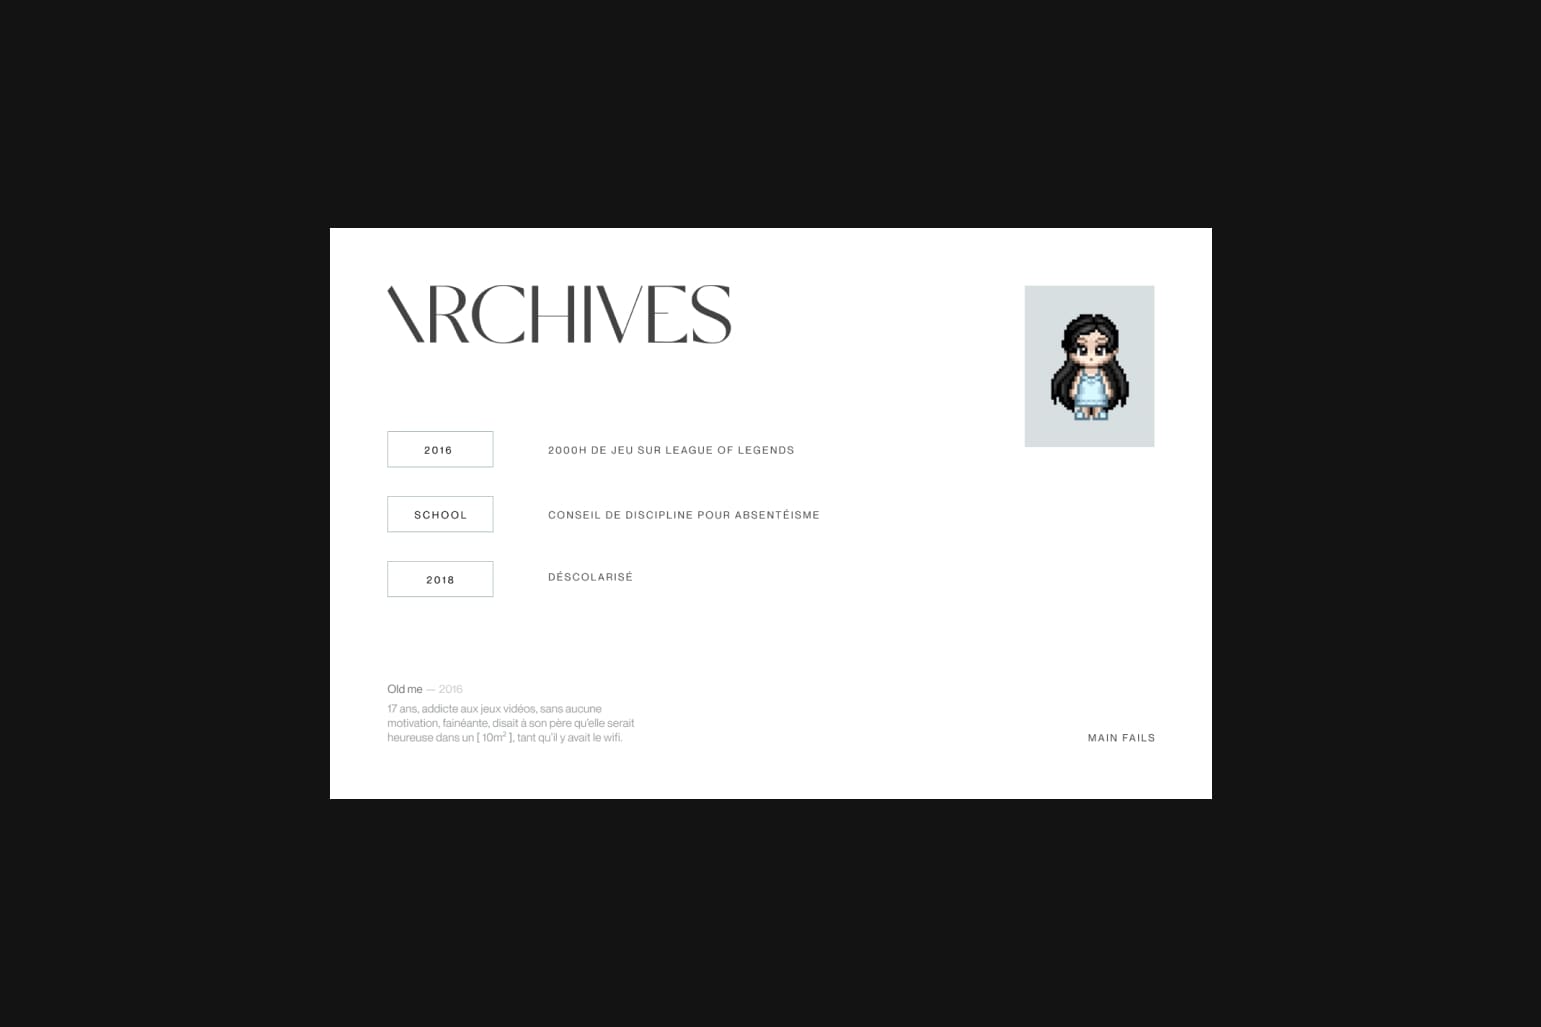 ARCHIVES
2016
2000H DE JEU SUR LEAGUE OF LEGENDS
SCHOOL
CONSEIL DE DISCIPLINE POUR ABSENTÉISME
2018
DÉSCOLARISÉ
Old me — 2016
17 ans, addicte aux jeux vidéos, sans aucune
motivation, fainéante, disait à son père qu'elle serait
heureuse dans un [ 10m² ], tant qu'il y avait le wifi.
MAIN FAILS